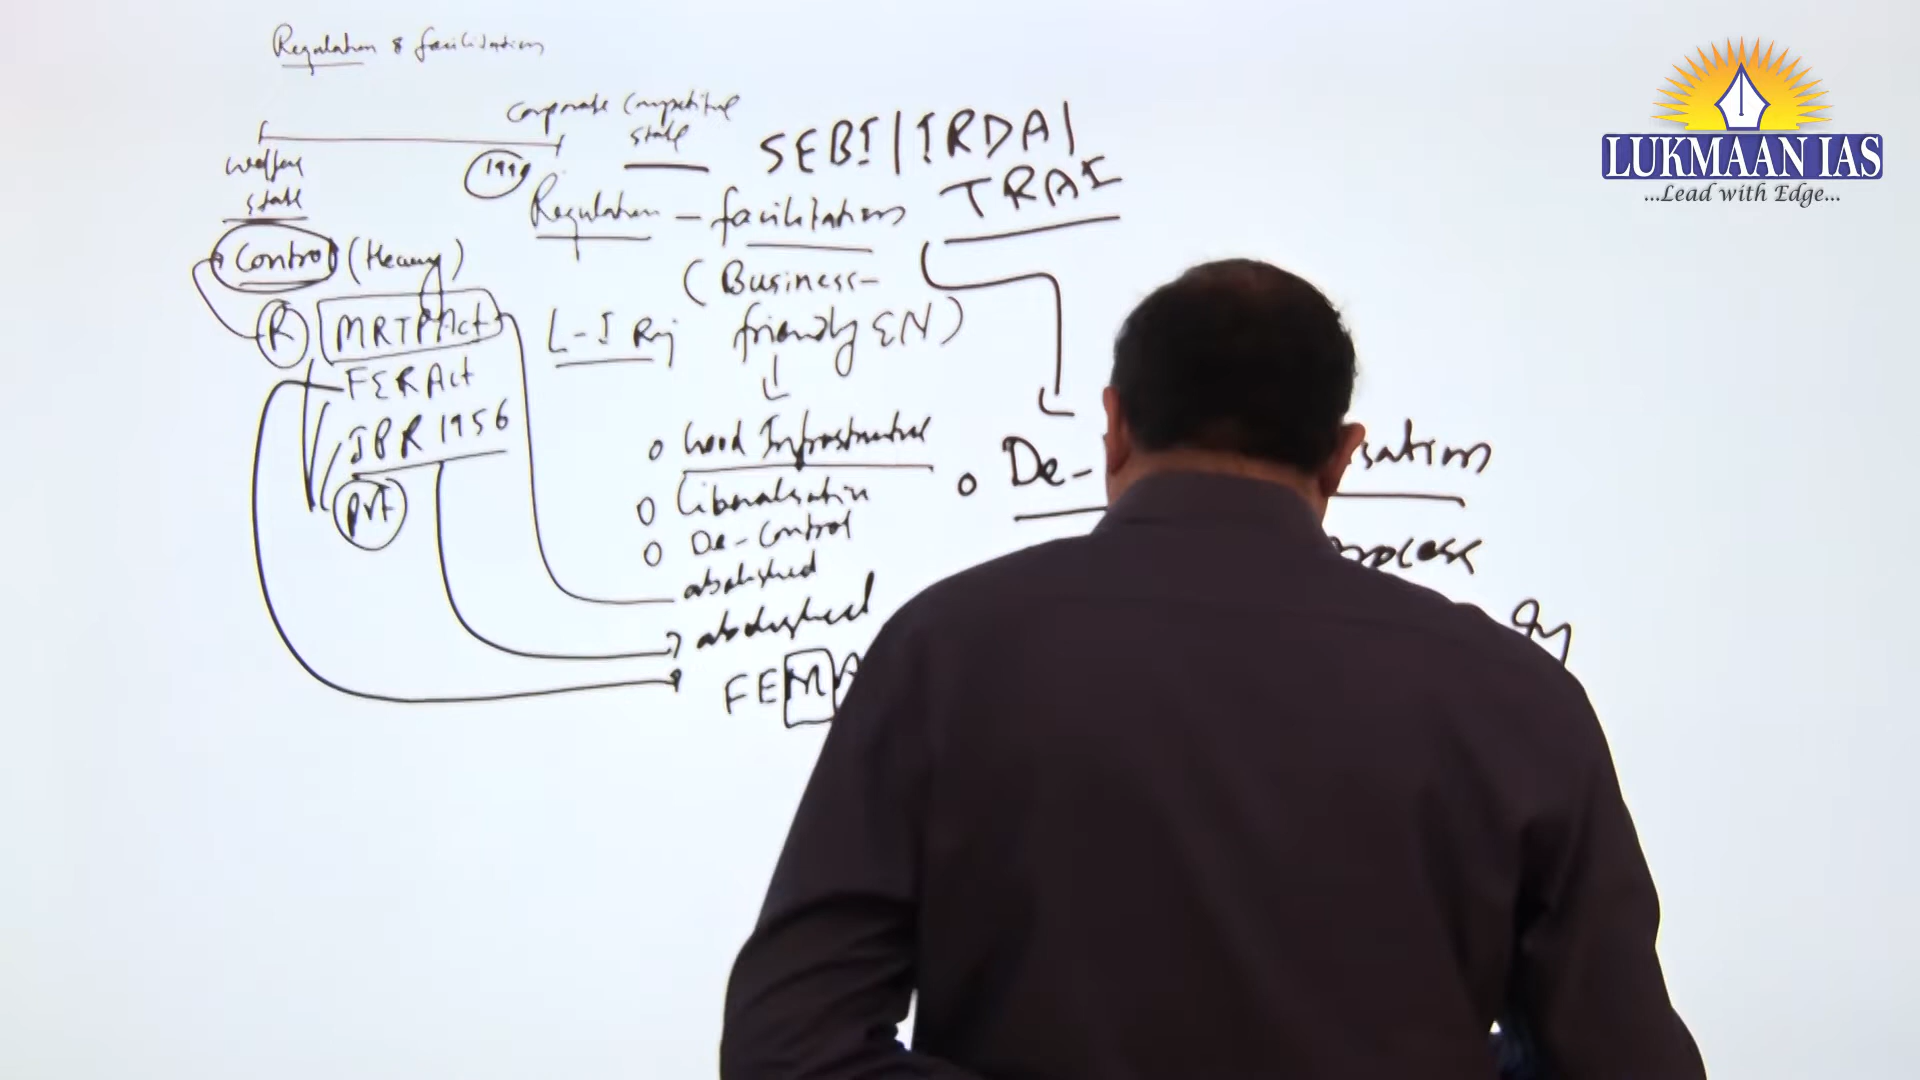 Regulation & facilitation
Corporate Competitive
state
welfare
state
1991
SEBI | IRDA |
TRAI
Regulation - facilitation
Control (Heavy)
(Business-
friendly EN)
R MRTP Act
L-I Raj
FER Act
IPR 1956
Pvt
Good Infrastructure
Liberalisation
De-Control
abolished
abolished
FEMA
De-
sation
process
LUKMAAN IAS
...Lead with Edge...